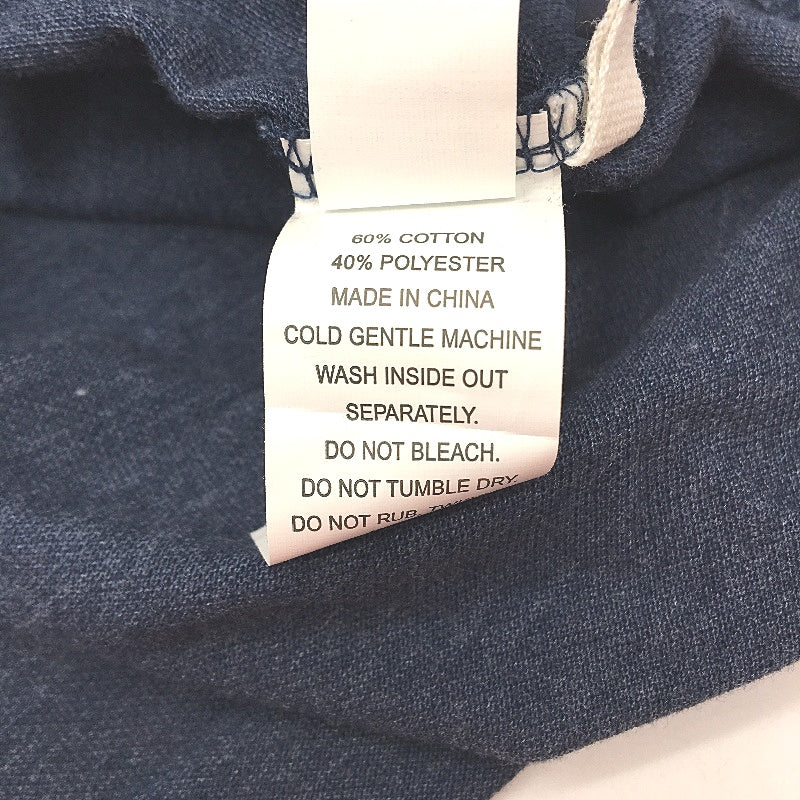 60% COTTON
40% POLYESTER
MADE IN CHINA
COLD GENTLE MACHINE
WASH INSIDE OUT
SEPARATELY.
DO NOT BLEACH.
DO NOT TUMBLE DRY.
DO NOT RUB,